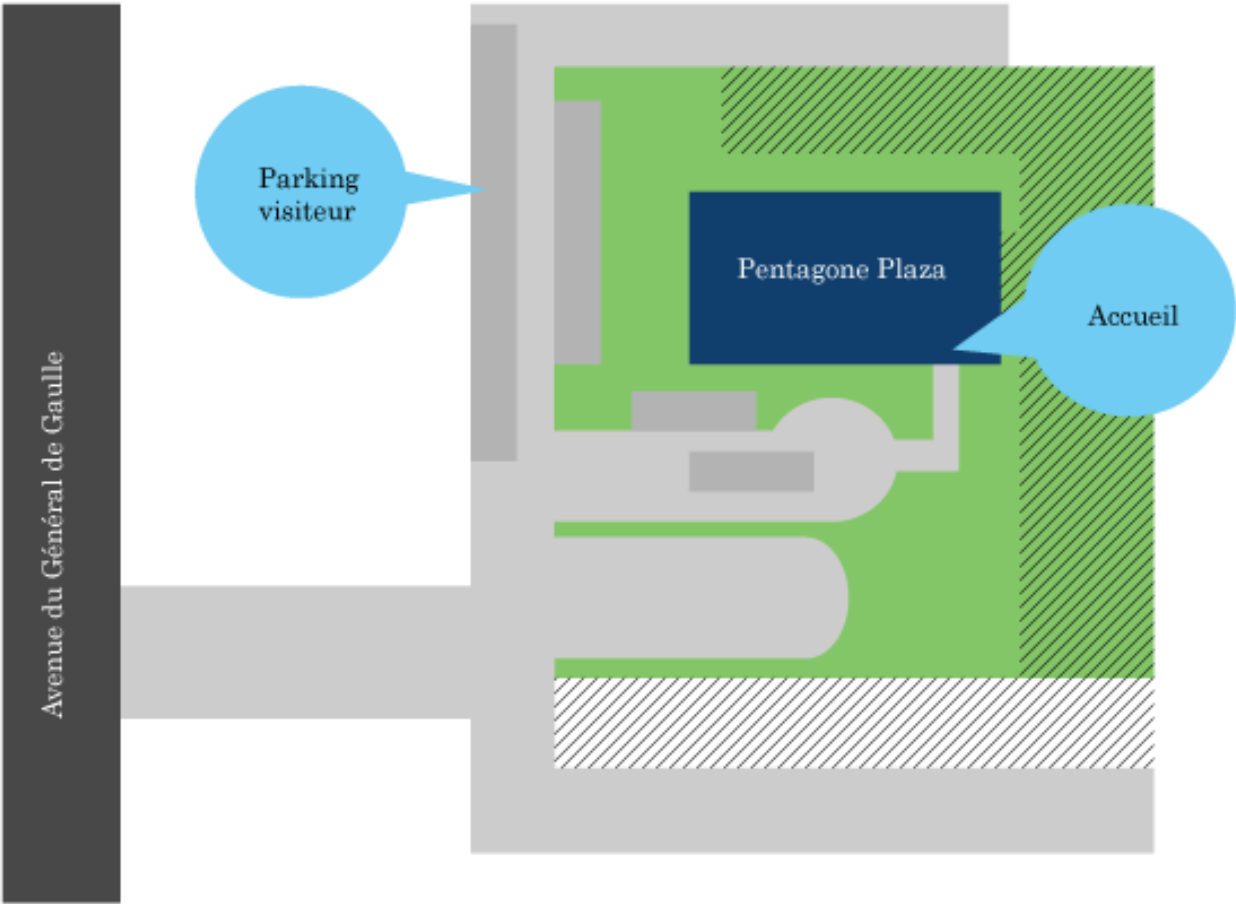 Parking
visiteur
Pentagone Plaza
Accueil
Avenue du Général de Gaulle